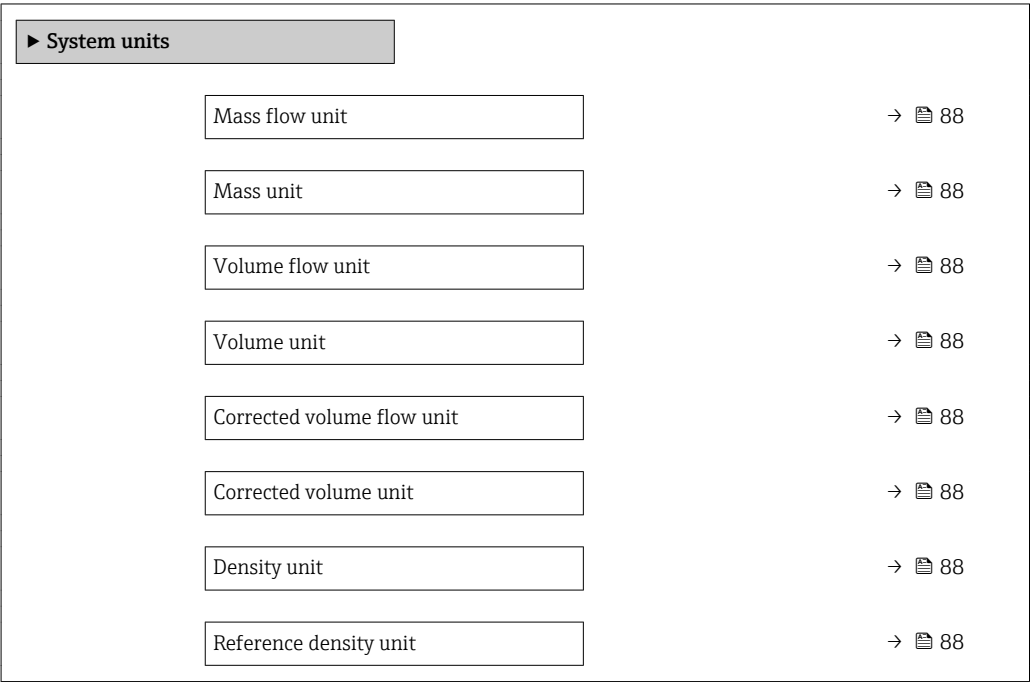 ► System units
Mass flow unit → 88
Mass unit → 88
Volume flow unit → 88
Volume unit → 88
Corrected volume flow unit → 88
Corrected volume unit → 88
Density unit → 88
Reference density unit → 88